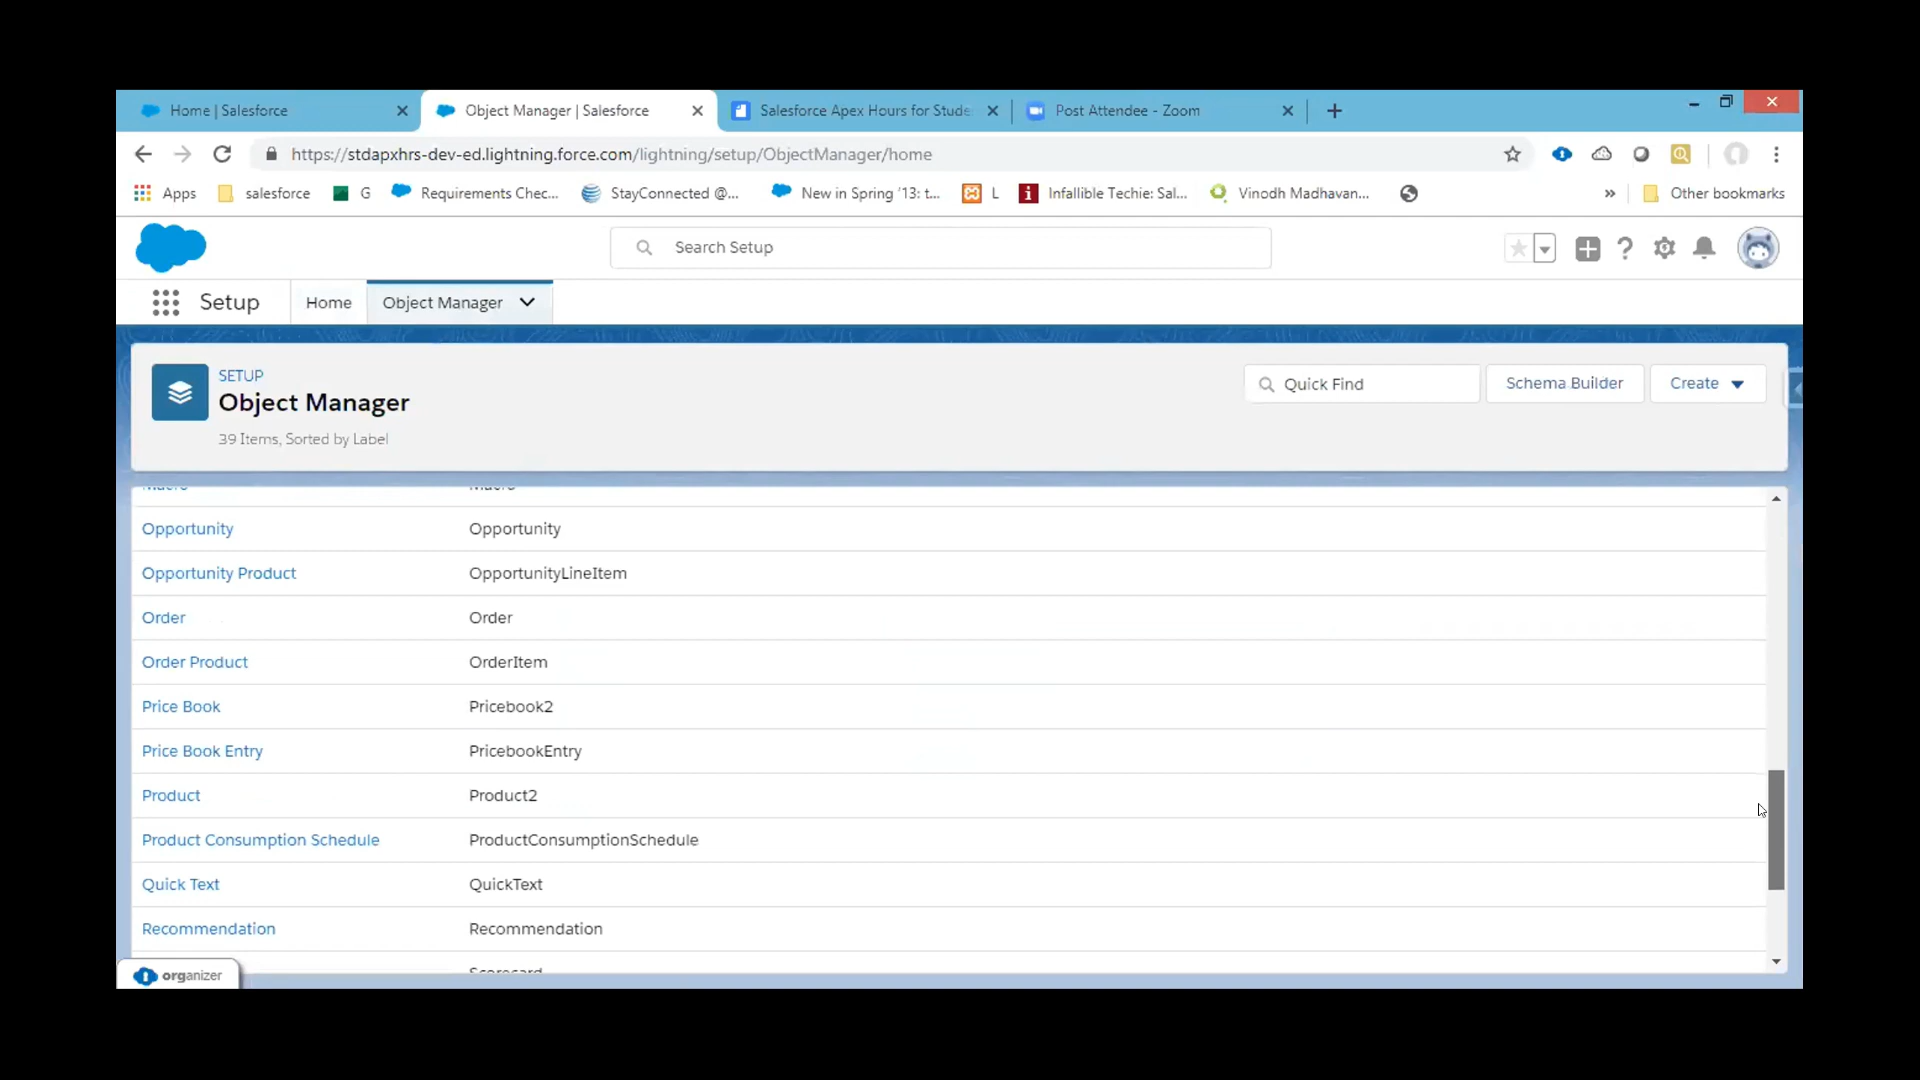 Home | Salesforce
Object Manager | Salesforce
Salesforce Apex Hours for Stude
Post Attendee - Zoom
https://stdapxhrs-dev-ed.lightning.force.com/lightning/setup/ObjectManager/home
Apps
salesforce
G
Requirements Chec...
StayConnected @...
New in Spring '13: t...
L
Infallible Techie: Sal...
Vinodh Madhavan...
»
Other bookmarks
Search Setup
Setup
Home
Object Manager
SETUP
Object Manager
39 Items, Sorted by Label
Quick Find
Schema Builder
Create
Macro Macro
Opportunity Opportunity
Opportunity Product OpportunityLineItem
Order Order
Order Product OrderItem
Price Book Pricebook2
Price Book Entry PricebookEntry
Product Product2
Product Consumption Schedule ProductConsumptionSchedule
Quick Text QuickText
Recommendation Recommendation
Scorecard
organizer